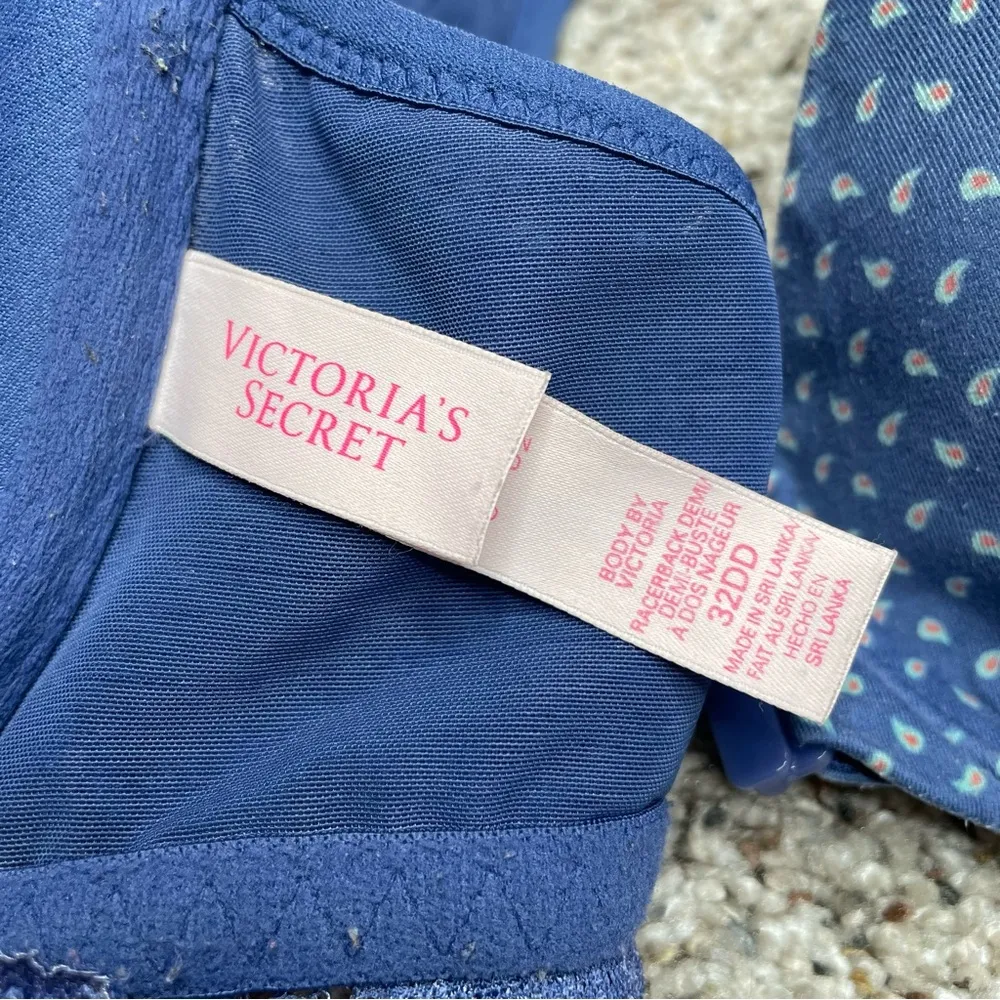 VICTORIA'S
SECRET
BODY BY
VICTORIA
RACERBACK DEMI
DEMI-BUSTE
A DOS NAGEUR
32DD
MADE IN SRI LANKA
FAIT AU SRI LANKA
HECHO EN
SRI LANKA